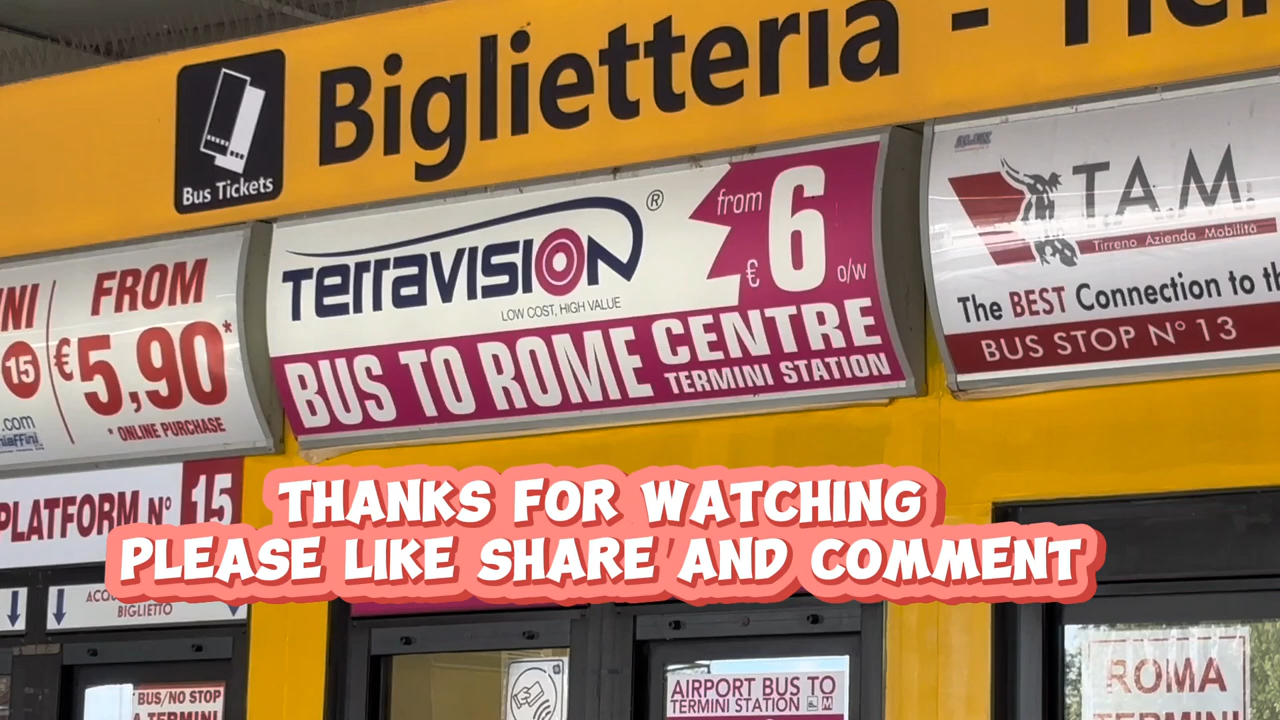 Biglietteria -
Bus Tickets
FROM
15
€5,90*
* ONLINE PURCHASE
.com
PLATFORM N° 15
BIGLIETTO
TERRAVISION ®
LOW COST, HIGH VALUE
from
€6 o/w
BUS TO ROME CENTRE
TERMINI STATION
T.A.M.
Tirreno Azienda Mobilità
The BEST Connection to
BUS STOP N° 13
THANKS FOR WATCHING
PLEASE LIKE SHARE AND COMMENT
BUS/NO STOP
TERMINI
AIRPORT BUS TO
TERMINI STATION M
ROMA
TERMINI